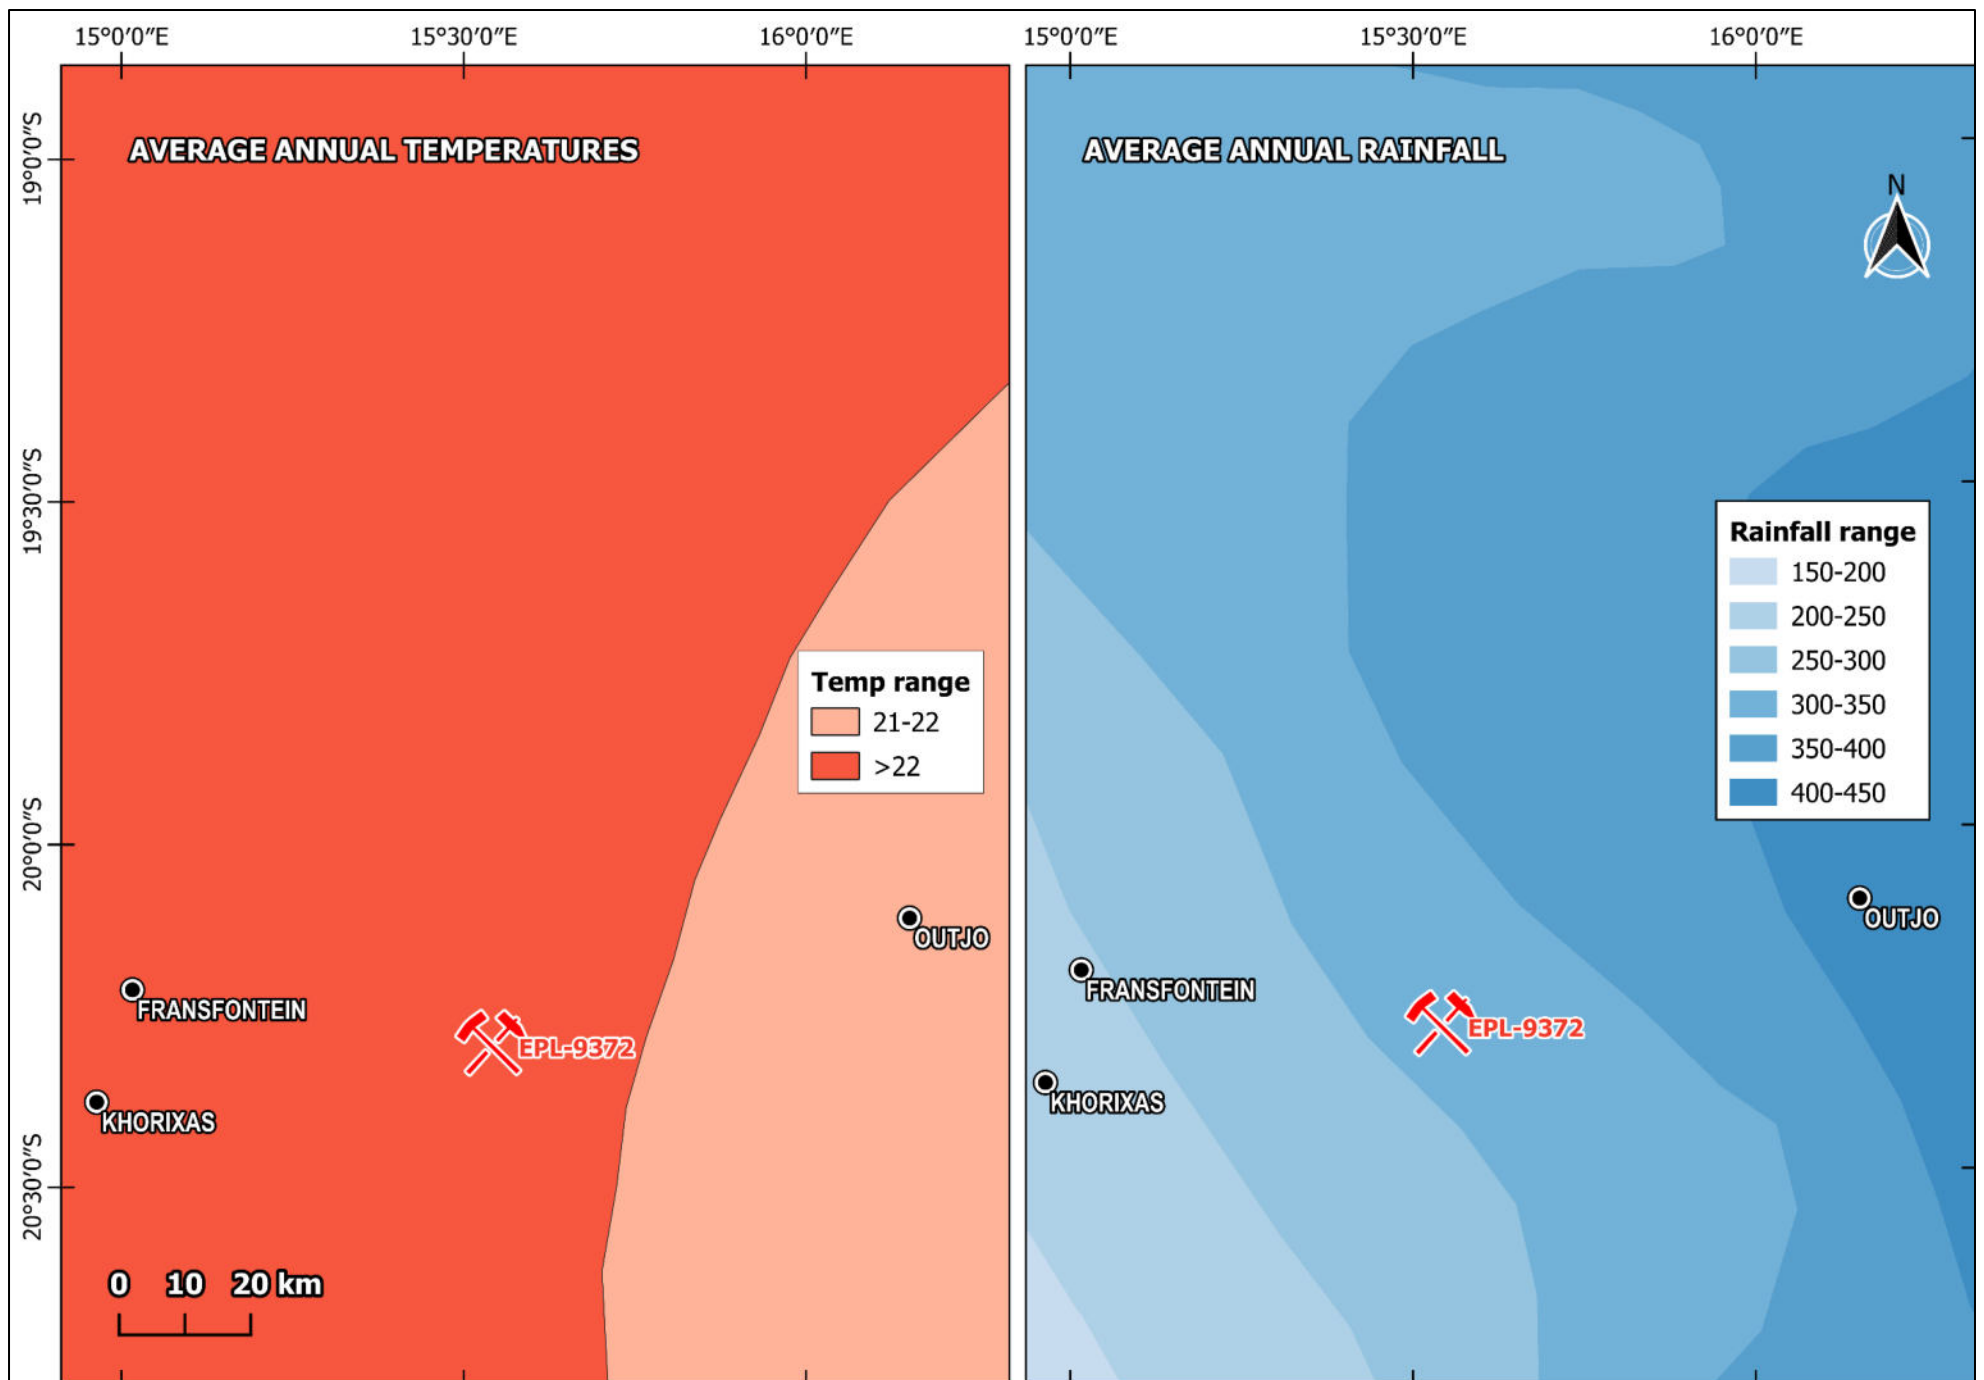 15°0′0″E 15°30′0″E 16°0′0″E 15°0′0″E 15°30′0″E 16°0′0″E
19°0′0″S
19°30′0″S
20°0′0″S
20°30′0″S
AVERAGE ANNUAL TEMPERATURES
Temp range
21-22
>22
OUTJO
FRANSFONTEIN
EPL-9372
KHORIXAS
0 10 20 km
AVERAGE ANNUAL RAINFALL
N
Rainfall range
150-200
200-250
250-300
300-350
350-400
400-450
OUTJO
FRANSFONTEIN
EPL-9372
KHORIXAS